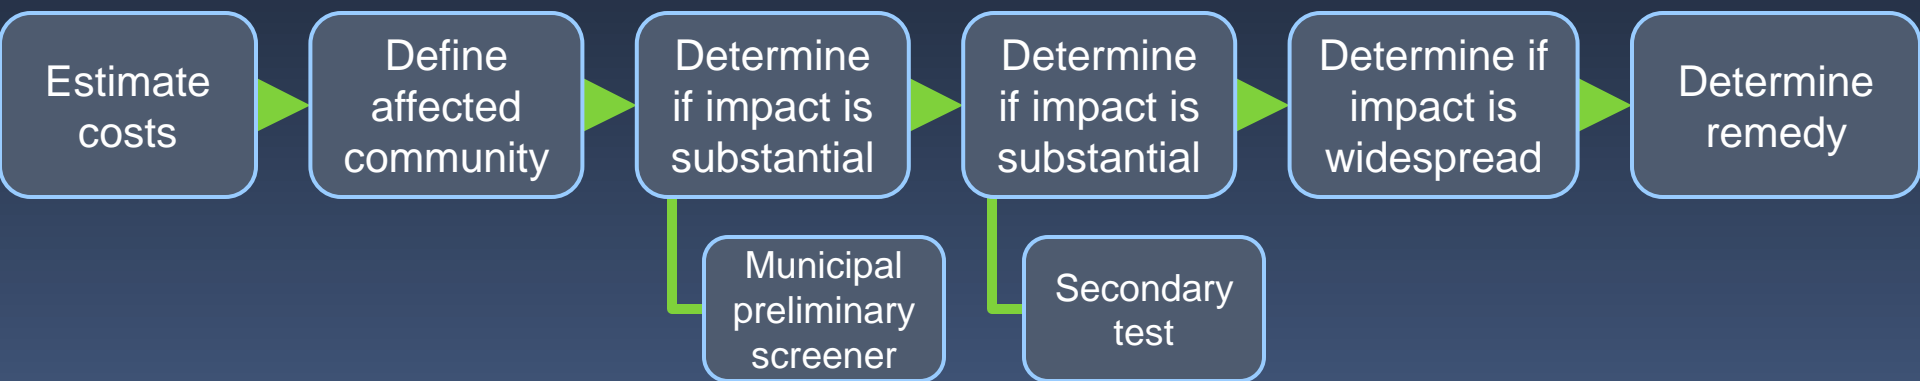 Estimate
costs
Define
affected
community
Determine
if impact is
substantial
Determine
if impact is
substantial
Determine if
impact is
widespread
Determine
remedy
Municipal
preliminary
screener
Secondary
test